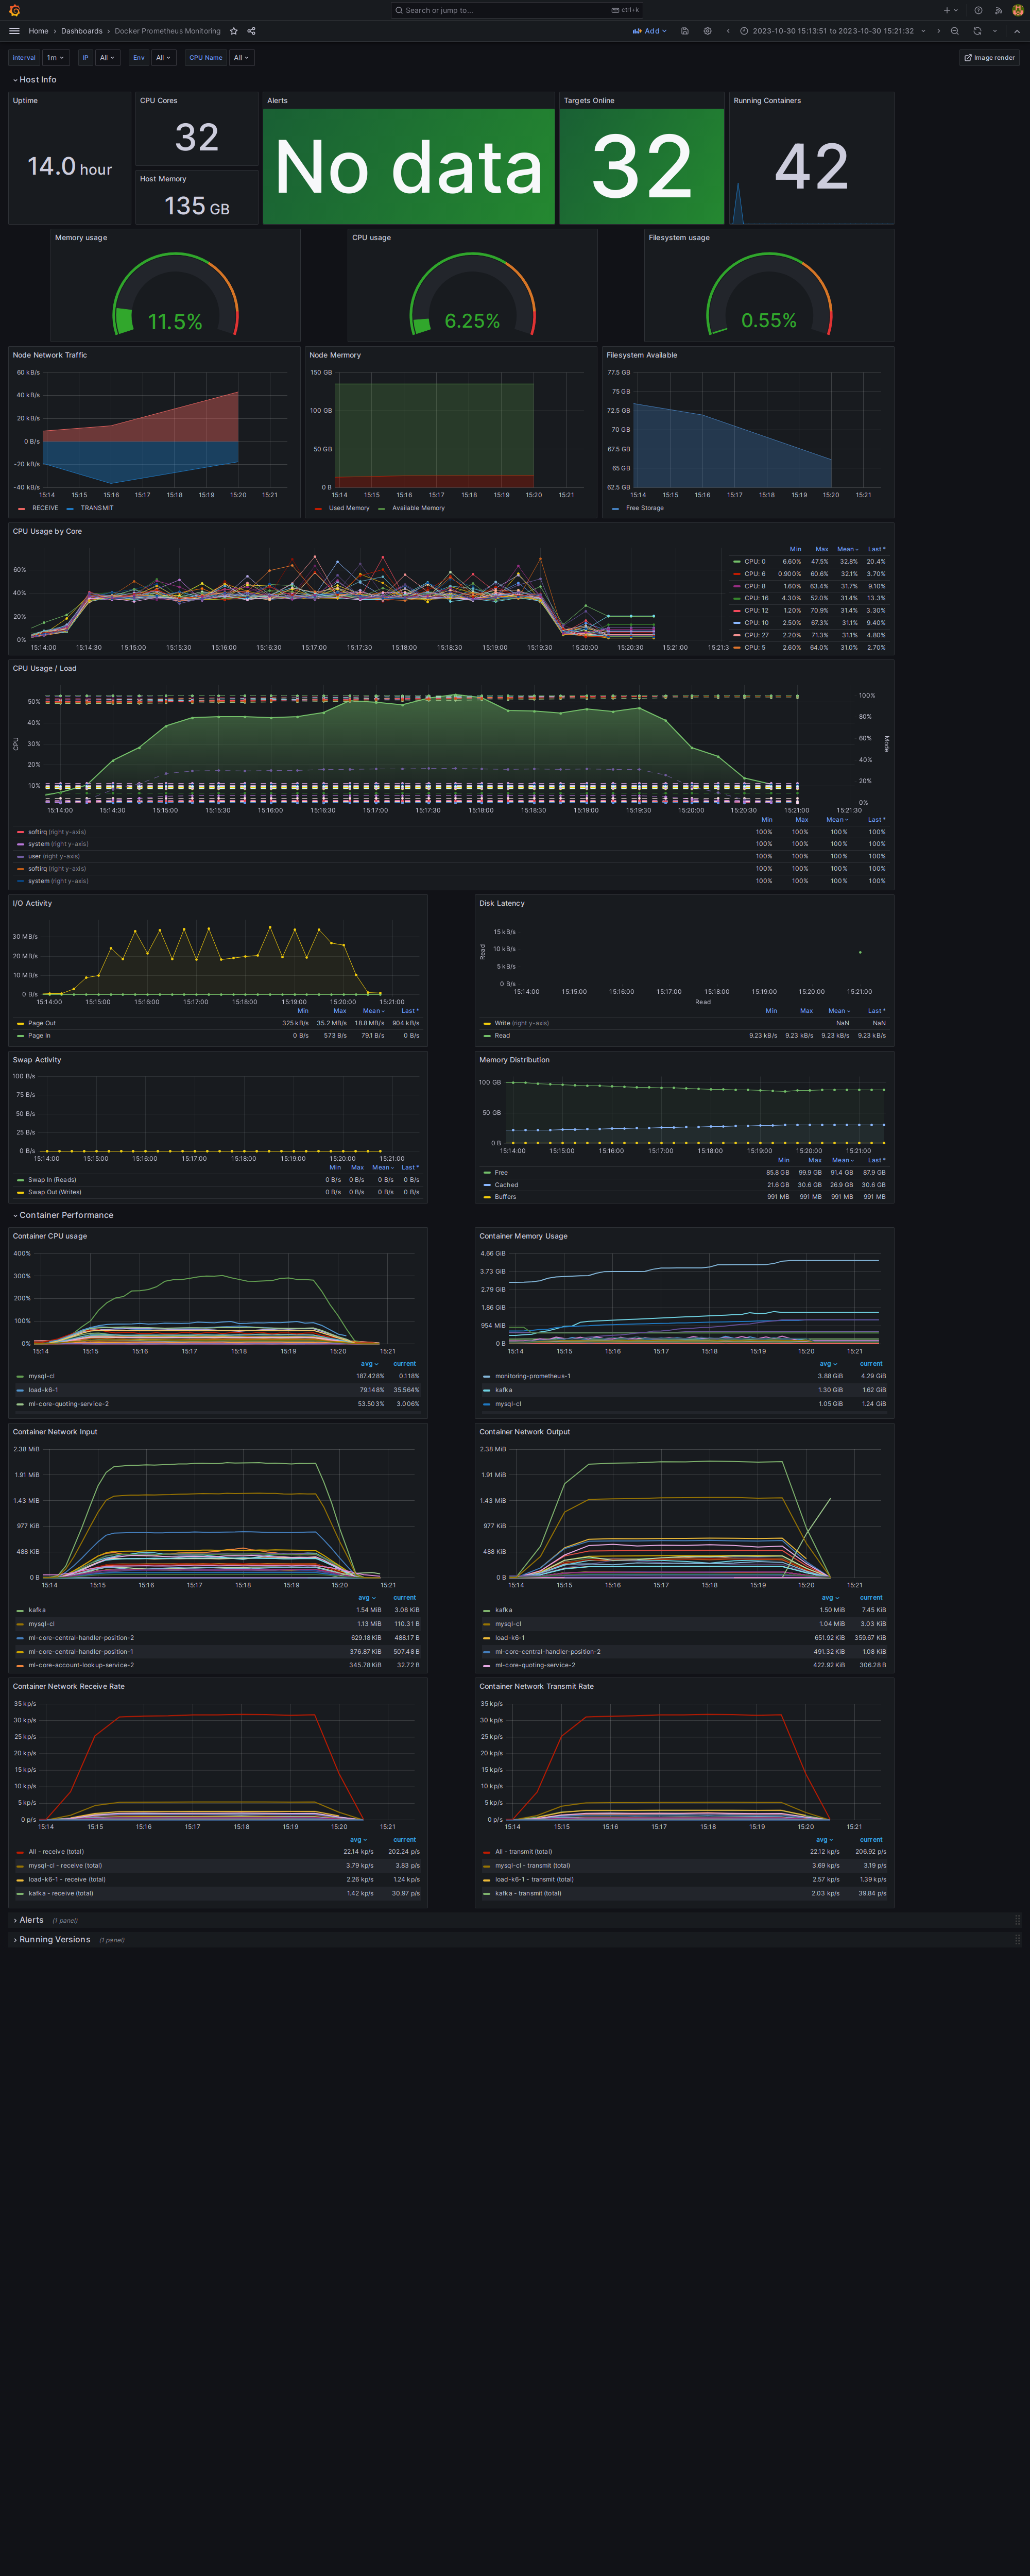 Search or jump to... ctrl+k
Home › Dashboards › Docker Prometheus Monitoring Add 2023-10-30 15:13:51 to 2023-10-30 15:21:32
Interval 1m IP All Env All CPU Name All Image render
Host Info
Uptime CPU Cores Alerts Targets Online Running Containers
14.0 hour 32 No data 32 42
Host Memory
135 GB
Memory usage CPU usage Filesystem usage
11.5% 6.25% 0.55%
Node Network Traffic
60 kB/s
40 kB/s
20 kB/s
0 B/s
-20 kB/s
-40 kB/s
15:14 15:15 15:16 15:17 15:18 15:19 15:20 15:21
RECEIVE TRANSMIT
Node Memory
150 GB
100 GB
50 GB
0 B
15:14 15:15 15:16 15:17 15:18 15:19 15:20 15:21
Used Memory Available Memory
Filesystem Available
77.5 GB
75 GB
72.5 GB
70 GB
67.5 GB
65 GB
62.5 GB
15:14 15:15 15:16 15:17 15:18 15:19 15:20 15:21
Free Storage
CPU Usage by Core
60%
40%
20%
0%
15:14:00 15:14:30 15:15:00 15:15:30 15:16:00 15:16:30 15:17:00 15:17:30 15:18:00 15:18:30 15:19:00 15:19:30 15:20:00 15:20:30 15:21:00 15:21:3
Min Max Mean Last *
CPU: 0 6.60% 47.5% 32.8% 20.4%
CPU: 6 0.900% 60.6% 32.1% 3.70%
CPU: 8 1.60% 63.4% 31.7% 9.10%
CPU: 16 4.30% 52.0% 31.4% 13.3%
CPU: 12 1.20% 70.9% 31.4% 3.30%
CPU: 10 2.50% 67.3% 31.1% 9.40%
CPU: 27 2.20% 71.3% 31.1% 4.80%
CPU: 5 2.60% 64.0% 31.0% 2.70%
CPU Usage / Load
CPU
50%
40%
30%
20%
10%
100%
80%
60%
40%
20%
0%
Mode
15:14:00 15:14:30 15:15:00 15:15:30 15:16:00 15:16:30 15:17:00 15:17:30 15:18:00 15:18:30 15:19:00 15:19:30 15:20:00 15:20:30 15:21:00 15:21:30
Min Max Mean Last *
softirq (right y-axis) 100% 100% 100% 100%
system (right y-axis) 100% 100% 100% 100%
user (right y-axis) 100% 100% 100% 100%
softirq (right y-axis) 100% 100% 100% 100%
system (right y-axis) 100% 100% 100% 100%
I/O Activity
30 MB/s
20 MB/s
10 MB/s
0 B/s
15:14:00 15:15:00 15:16:00 15:17:00 15:18:00 15:19:00 15:20:00 15:21:00
Min Max Mean Last *
Page Out 325 kB/s 35.2 MB/s 18.8 MB/s 904 kB/s
Page In 0 B/s 573 B/s 79.1 B/s 0 B/s
Disk Latency
Read
15 kB/s
10 kB/s
5 kB/s
0 B/s
15:14:00 15:15:00 15:16:00 15:17:00 15:18:00 15:19:00 15:20:00 15:21:00
Read
Min Max Mean Last *
Write (right y-axis) NaN NaN
Read 9.23 kB/s 9.23 kB/s 9.23 kB/s 9.23 kB/s
Swap Activity
100 B/s
75 B/s
50 B/s
25 B/s
0 B/s
15:14:00 15:15:00 15:16:00 15:17:00 15:18:00 15:19:00 15:20:00 15:21:00
Min Max Mean Last *
Swap In (Reads) 0 B/s 0 B/s 0 B/s 0 B/s
Swap Out (Writes) 0 B/s 0 B/s 0 B/s 0 B/s
Memory Distribution
100 GB
50 GB
0 B
15:14:00 15:15:00 15:16:00 15:17:00 15:18:00 15:19:00 15:20:00 15:21:00
Min Max Mean Last *
Free 85.8 GB 99.9 GB 91.4 GB 87.9 GB
Cached 21.6 GB 30.6 GB 26.9 GB 30.6 GB
Buffers 991 MB 991 MB 991 MB 991 MB
Container Performance
Container CPU usage
400%
300%
200%
100%
0%
15:14 15:15 15:16 15:17 15:18 15:19 15:20 15:21
avg current
mysql-cl 187.428% 0.118%
load-k6-1 79.148% 35.564%
ml-core-quoting-service-2 53.503% 3.006%
Container Memory Usage
4.66 GiB
3.73 GiB
2.79 GiB
1.86 GiB
954 MiB
0 B
15:14 15:15 15:16 15:17 15:18 15:19 15:20 15:21
avg current
monitoring-prometheus-1 3.88 GiB 4.29 GiB
kafka 1.30 GiB 1.62 GiB
mysql-cl 1.05 GiB 1.24 GiB
Container Network Input
2.38 MiB
1.91 MiB
1.43 MiB
977 KiB
488 KiB
0 B
15:14 15:15 15:16 15:17 15:18 15:19 15:20 15:21
avg current
kafka 1.54 MiB 3.08 KiB
mysql-cl 1.13 MiB 110.31 B
ml-core-central-handler-position-2 629.18 KiB 488.17 B
ml-core-central-handler-position-1 376.87 KiB 507.48 B
ml-core-account-lookup-service-2 345.78 KiB 32.72 B
Container Network Output
2.38 MiB
1.91 MiB
1.43 MiB
977 KiB
488 KiB
0 B
15:14 15:15 15:16 15:17 15:18 15:19 15:20 15:21
avg current
kafka 1.50 MiB 7.45 KiB
mysql-cl 1.04 MiB 3.03 KiB
load-k6-1 651.92 KiB 359.67 KiB
ml-core-central-handler-position-2 491.32 KiB 1.08 KiB
ml-core-quoting-service-2 422.92 KiB 306.28 B
Container Network Receive Rate
35 kp/s
30 kp/s
25 kp/s
20 kp/s
15 kp/s
10 kp/s
5 kp/s
0 p/s
15:14 15:15 15:16 15:17 15:18 15:19 15:20 15:21
avg current
All - receive (total) 22.14 kp/s 202.24 p/s
mysql-cl - receive (total) 3.79 kp/s 3.83 p/s
load-k6-1 - receive (total) 2.26 kp/s 1.24 kp/s
kafka - receive (total) 1.42 kp/s 30.97 p/s
Container Network Transmit Rate
35 kp/s
30 kp/s
25 kp/s
20 kp/s
15 kp/s
10 kp/s
5 kp/s
0 p/s
15:14 15:15 15:16 15:17 15:18 15:19 15:20 15:21
avg current
All - transmit (total) 22.12 kp/s 206.92 p/s
mysql-cl - transmit (total) 3.69 kp/s 3.19 p/s
load-k6-1 - transmit (total) 2.57 kp/s 1.39 kp/s
kafka - transmit (total) 2.03 kp/s 39.84 p/s
Alerts (1 panel)
Running Versions (1 panel)